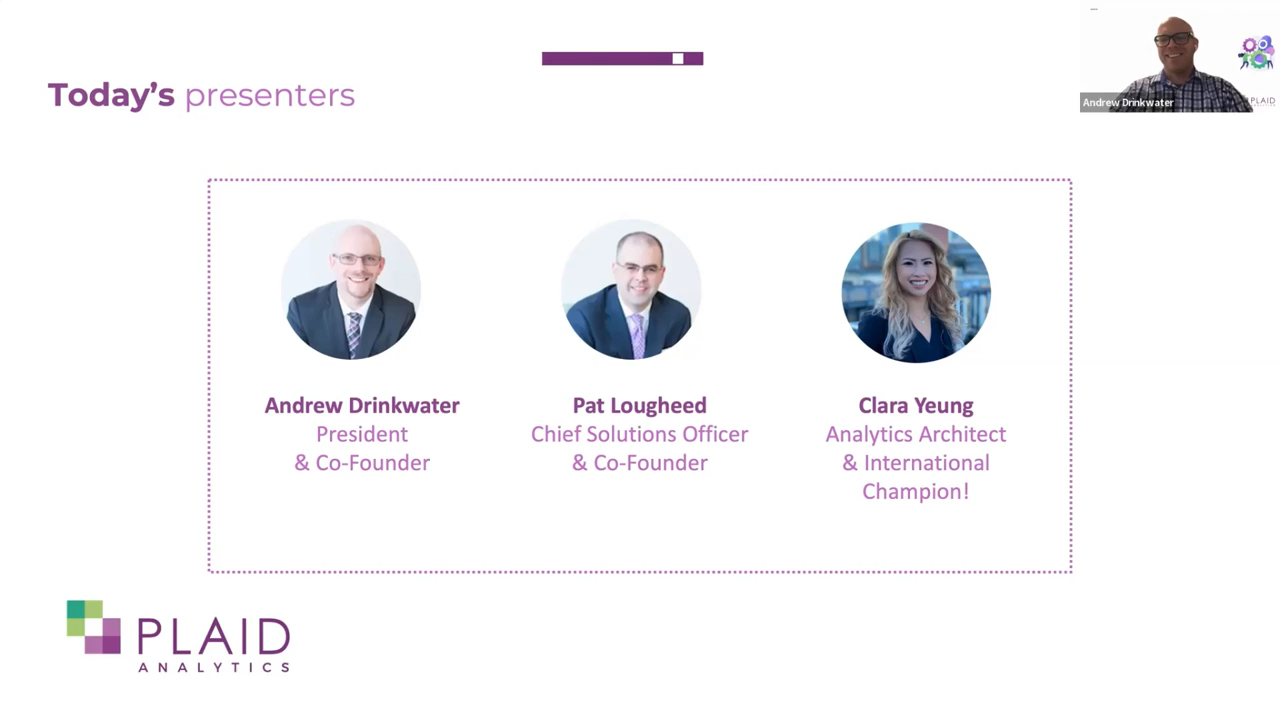 Today's presenters
Andrew Drinkwater
PLAID
Andrew Drinkwater
President
& Co-Founder
Pat Lougheed
Chief Solutions Officer
& Co-Founder
Clara Yeung
Analytics Architect
& International
Champion!
PLAID
ANALYTICS